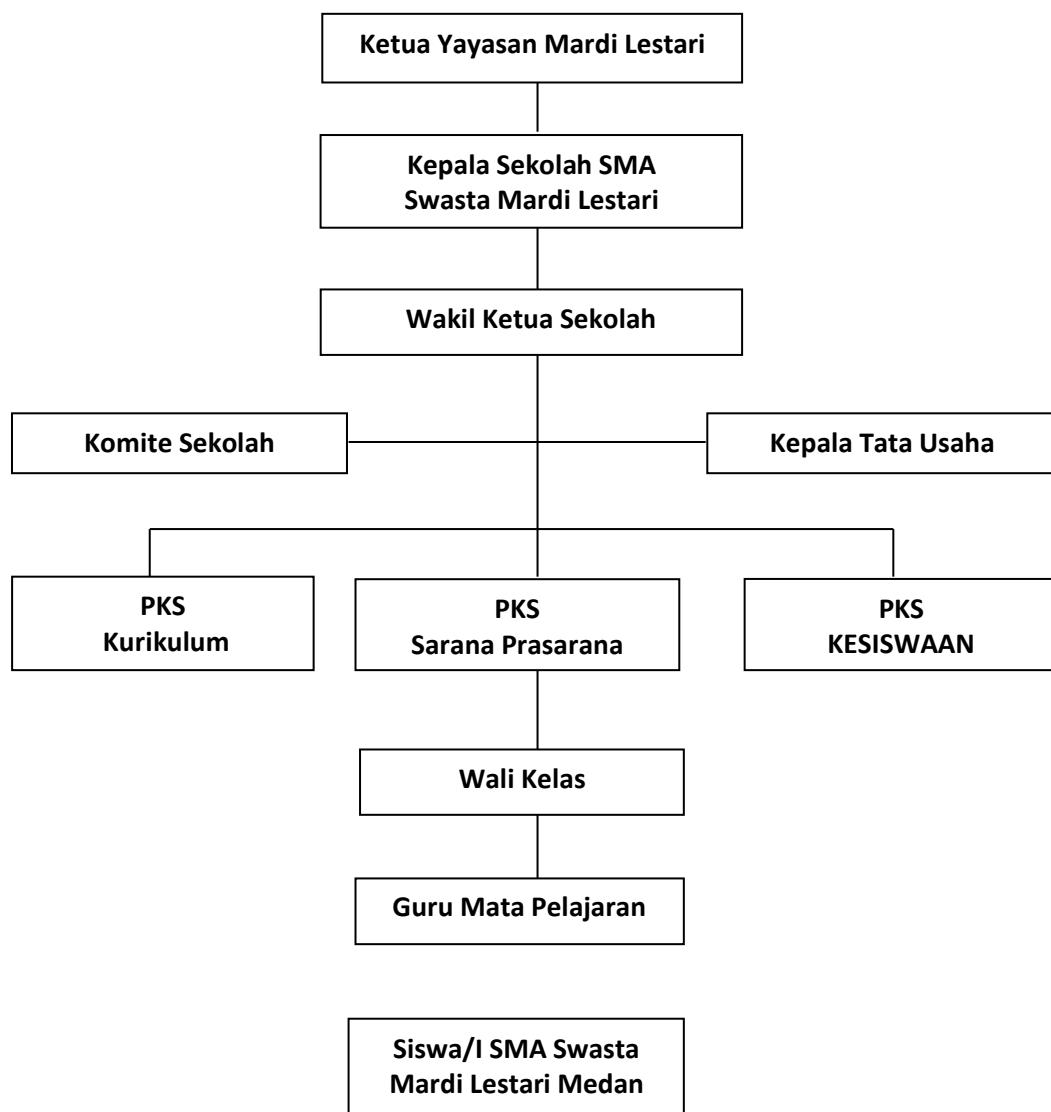 Ketua Yayasan Mardi Lestari
Kepala Sekolah SMA
Swasta Mardi Lestari
Wakil Ketua Sekolah
Komite Sekolah
Kepala Tata Usaha
PKS
Kurikulum
PKS
Sarana Prasarana
PKS
KESISWAAN
Wali Kelas
Guru Mata Pelajaran
Siswa/I SMA Swasta
Mardi Lestari Medan